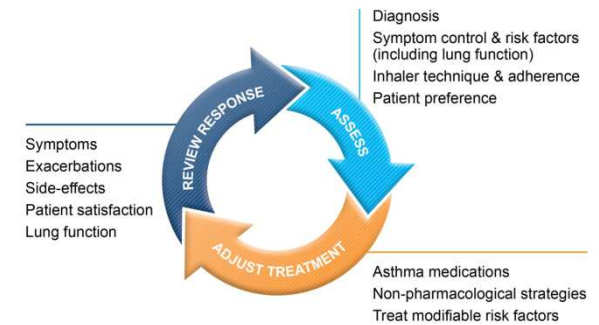 Diagnosis
Symptom control & risk factors
(including lung function)
Inhaler technique & adherence
Patient preference
REVIEW RESPONSE
ASSESS
Symptoms
Exacerbations
Side-effects
Patient satisfaction
Lung function
ADJUST TREATMENT
Asthma medications
Non-pharmacological strategies
Treat modifiable risk factors